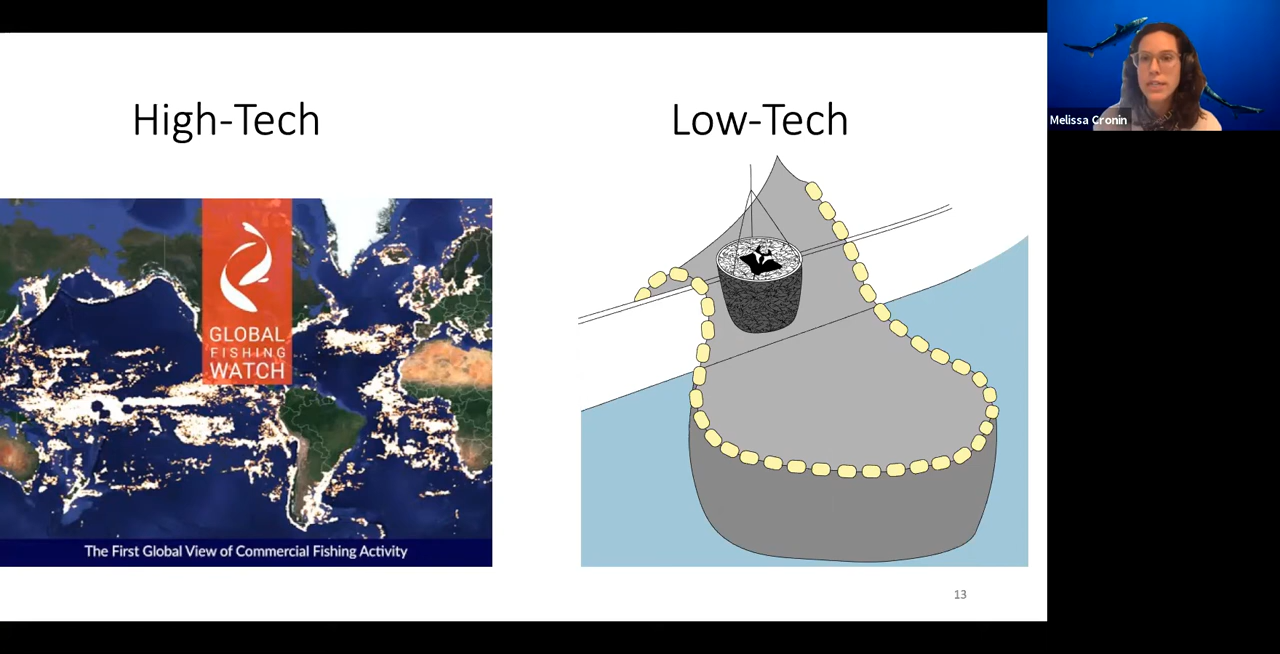 High-Tech
Low-Tech
GLOBAL
FISHING
WATCH
The First Global View of Commercial Fishing Activity
13
Melissa Cronin